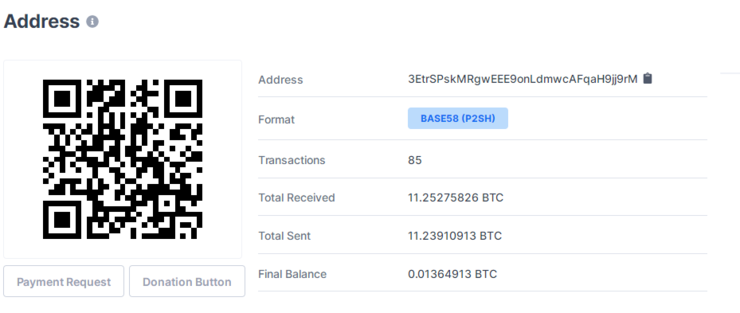 Address
Address 3EtrSPskMRgwEEE9onLdmwcAFqaH9jj9rM
Format BASE58 (P2SH)
Transactions 85
Total Received 11.25275826 BTC
Total Sent 11.23910913 BTC
Final Balance 0.01364913 BTC
Payment Request Donation Button